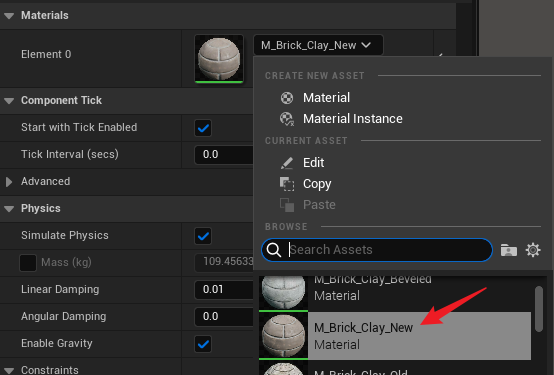 Materials
Element 0
M_Brick_Clay_New
CREATE NEW ASSET
Material
Material Instance
CURRENT ASSET
Edit
Copy
Paste
BROWSE
Search Assets
Component Tick
Start with Tick Enabled
Tick Interval (secs) 0.0
Advanced
Physics
Simulate Physics
Mass (kg) 109.45633
Linear Damping 0.01
Angular Damping 0.0
Enable Gravity
Constraints
M_Brick_Clay_Beveled
Material
M_Brick_Clay_New
Material
M_Brick_Clay_Old